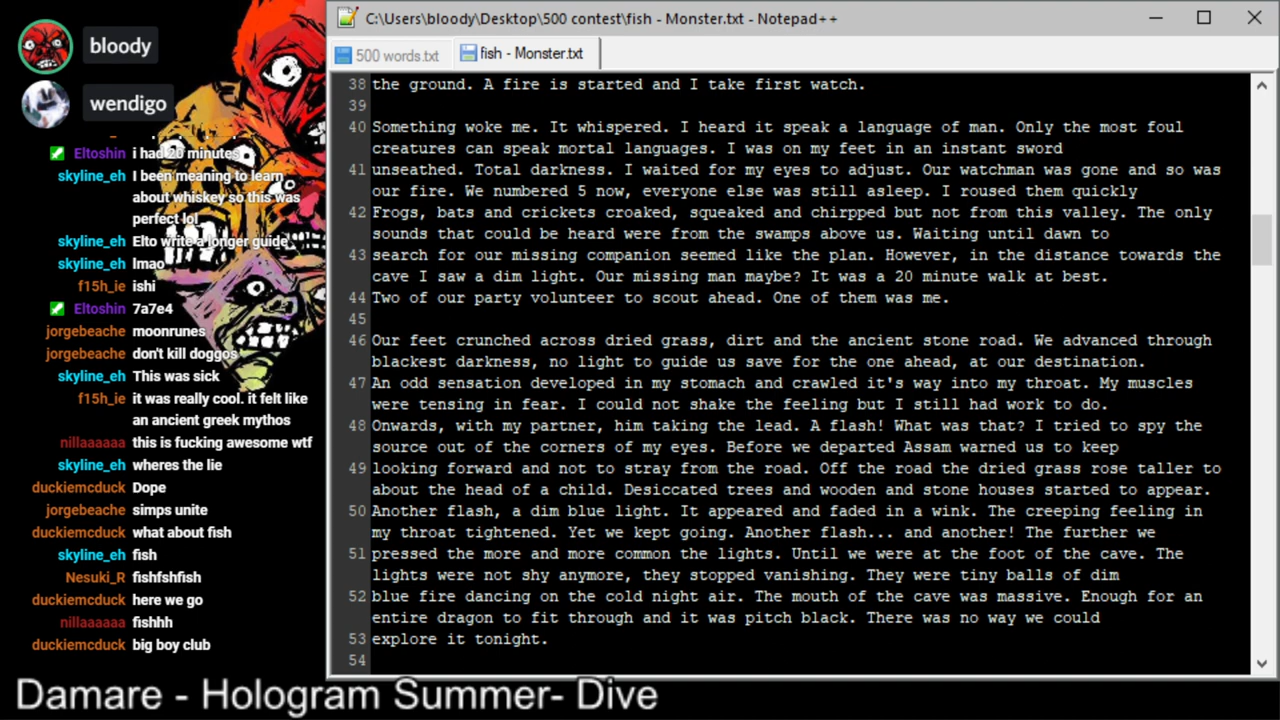 bloody
wendigo
Eltoshin i had 20 minutes
skyline_eh I been meaning to learn
about whiskey so this was
perfect lol
skyline_eh Elto write a longer guide
skyline_eh lmao
f15h_ie ishi
Eltoshin 7a7e4
jorgebeache moonrunes
jorgebeache don't kill doggos
skyline_eh This was sick
f15h_ie it was really cool. it felt like
an ancient greek mythos
nillaaaaaa this is fucking awesome wtf
skyline_eh wheres the lie
duckiemcduck Dope
jorgebeache simps unite
duckiemcduck what about fish
skyline_eh fish
Nesuki_R fishfshfish
duckiemcduck here we go
nillaaaaaa fishhh
duckiemcduck big boy club
C:\Users\bloody\Desktop\500 contest\fish - Monster.txt - Notepad++
500 words.txt fish - Monster.txt
38 the ground. A fire is started and I take first watch.
39
40 Something woke me. It whispered. I heard it speak a language of man. Only the most foul
creatures can speak mortal languages. I was on my feet in an instant sword
41 unseathed. Total darkness. I waited for my eyes to adjust. Our watchman was gone and so was
our fire. We numbered 5 now, everyone else was still asleep. I roused them quickly
42 Frogs, bats and crickets croaked, squeaked and chirpped but not from this valley. The only
sounds that could be heard were from the swamps above us. Waiting until dawn to
43 search for our missing companion seemed like the plan. However, in the distance towards the
cave I saw a dim light. Our missing man maybe? It was a 20 minute walk at best.
44 Two of our party volunteer to scout ahead. One of them was me.
45
46 Our feet crunched across dried grass, dirt and the ancient stone road. We advanced through
blackest darkness, no light to guide us save for the one ahead, at our destination.
47 An odd sensation developed in my stomach and crawled it's way into my throat. My muscles
were tensing in fear. I could not shake the feeling but I still had work to do.
48 Onwards, with my partner, him taking the lead. A flash! What was that? I tried to spy the
source out of the corners of my eyes. Before we departed Assam warned us to keep
49 looking forward and not to stray from the road. Off the road the dried grass rose taller to
about the head of a child. Desiccated trees and wooden and stone houses started to appear.
50 Another flash, a dim blue light. It appeared and faded in a wink. The creeping feeling in
my throat tightened. Yet we kept going. Another flash... and another! The further we
51 pressed the more and more common the lights. Until we were at the foot of the cave. The
lights were not shy anymore, they stopped vanishing. They were tiny balls of dim
52 blue fire dancing on the cold night air. The mouth of the cave was massive. Enough for an
entire dragon to fit through and it was pitch black. There was no way we could
53 explore it tonight.
54
Damare - Hologram Summer- Dive